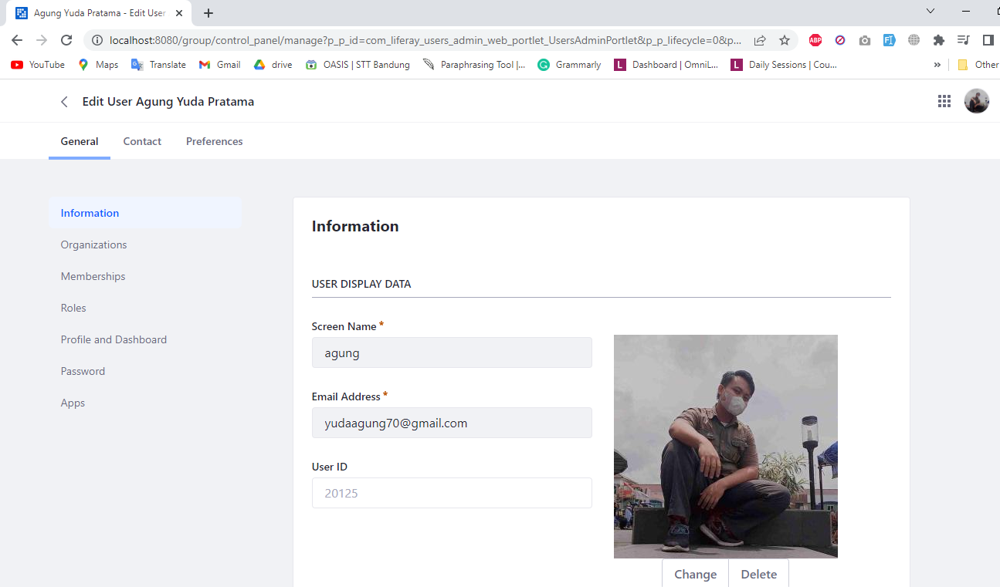 Agung Yuda Pratama - Edit User
localhost:8080/group/control_panel/manage?p_p_id=com_liferay_users_admin_web_portlet_UsersAdminPortlet&p_p_lifecycle=0&p...
ABP
YouTube Maps Translate Gmail drive OASIS | STT Bandung Paraphrasing Tool |... Grammarly L Dashboard | OmniL... L Daily Sessions | Cou... » Other
Edit User Agung Yuda Pratama
General Contact Preferences
Information
Organizations
Memberships
Roles
Profile and Dashboard
Password
Apps
Information
USER DISPLAY DATA
Screen Name *
agung
Email Address *
yudaagung70@gmail.com
User ID
20125
Change Delete